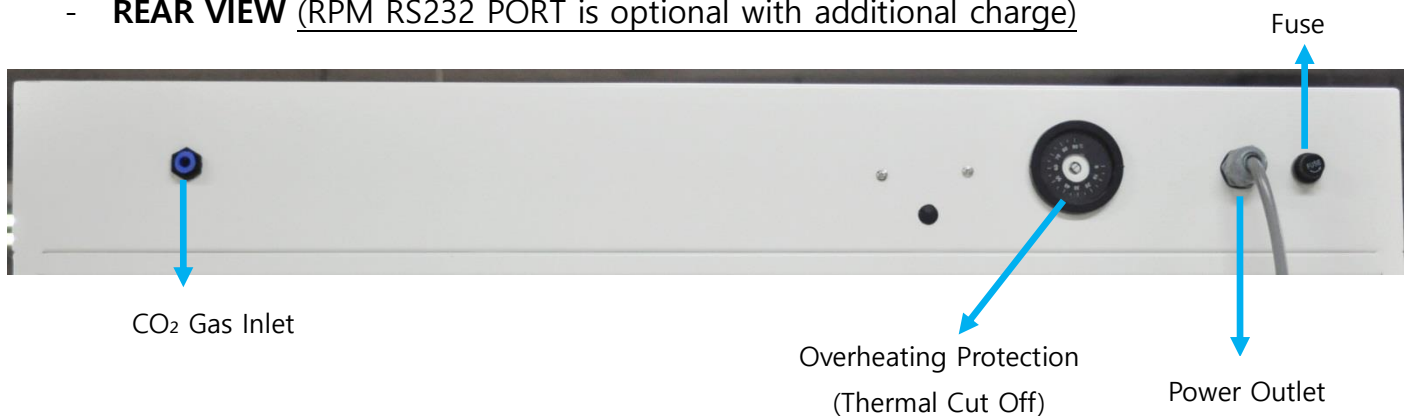 - REAR VIEW (RPM RS232 PORT is optional with additional charge)
Fuse
FUSE
CO₂ Gas Inlet
Overheating Protection
(Thermal Cut Off)
Power Outlet